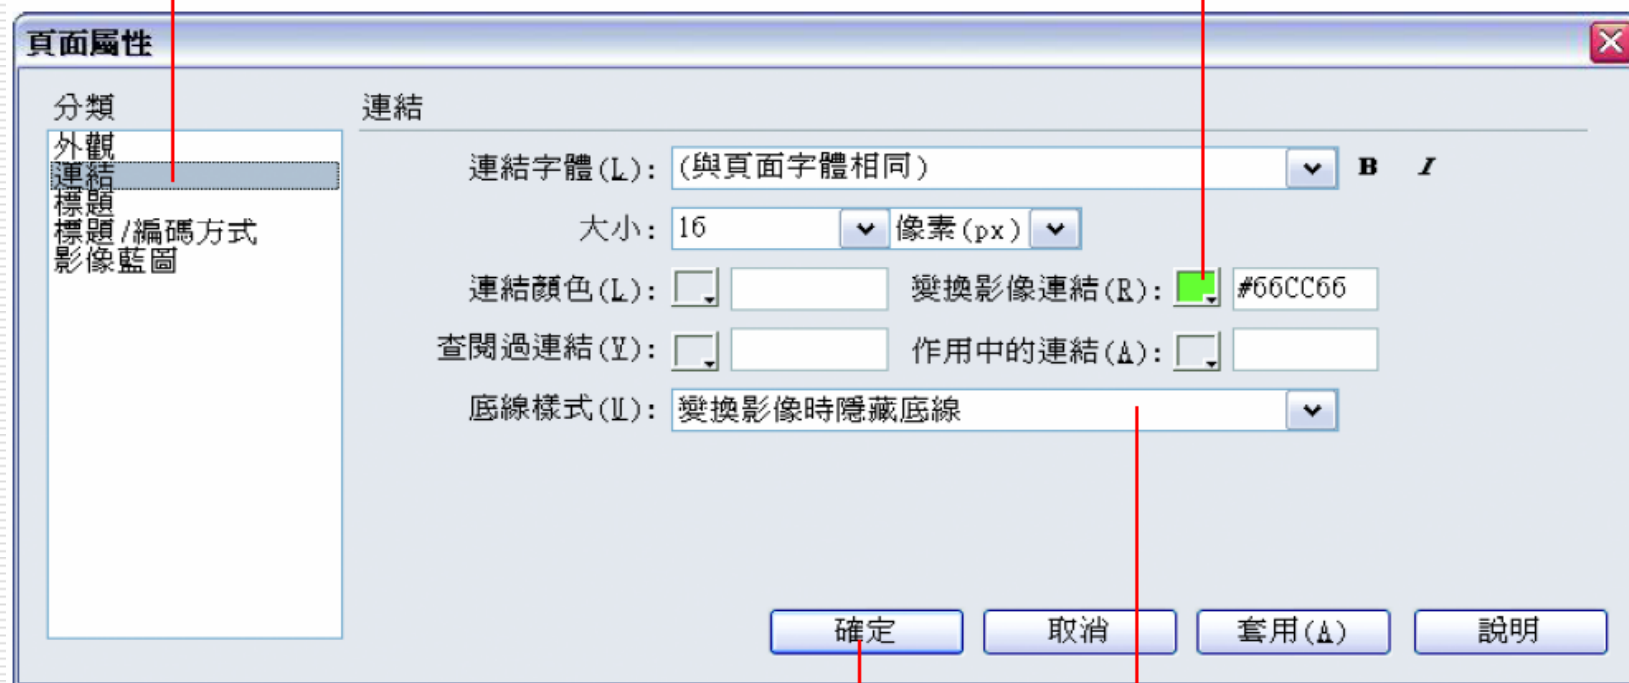 頁面屬性
分類
外觀
連結
標題
標題/編碼方式
影像藍圖
連結
連結字體(L): (與頁面字體相同) B I
大小: 16 像素(px)
連結顏色(L): 變換影像連結(R): #66CC66
查閱過連結(V): 作用中的連結(A):
底線樣式(U): 變換影像時隱藏底線
確定 取消 套用(A) 說明